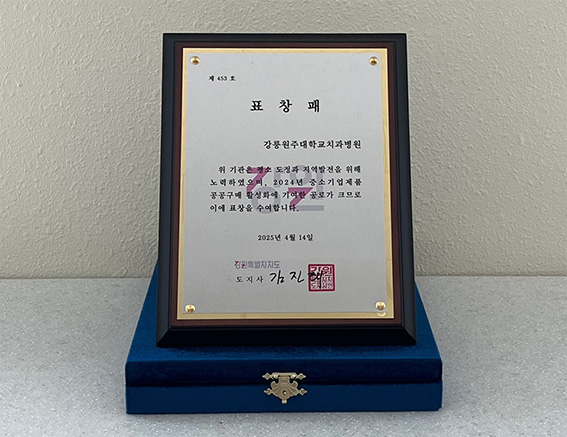 제 453 호
표 창 패
강릉원주대학교치과병원
위 기관은 평소 도정과 지역발전을 위해
노력하였으며, 2024년 중소기업제품
공공구매 활성화에 기여한 공로가 크므로
이에 표창을 수여합니다.
2025년 4월 14일
강원특별자치도
도지사 김진